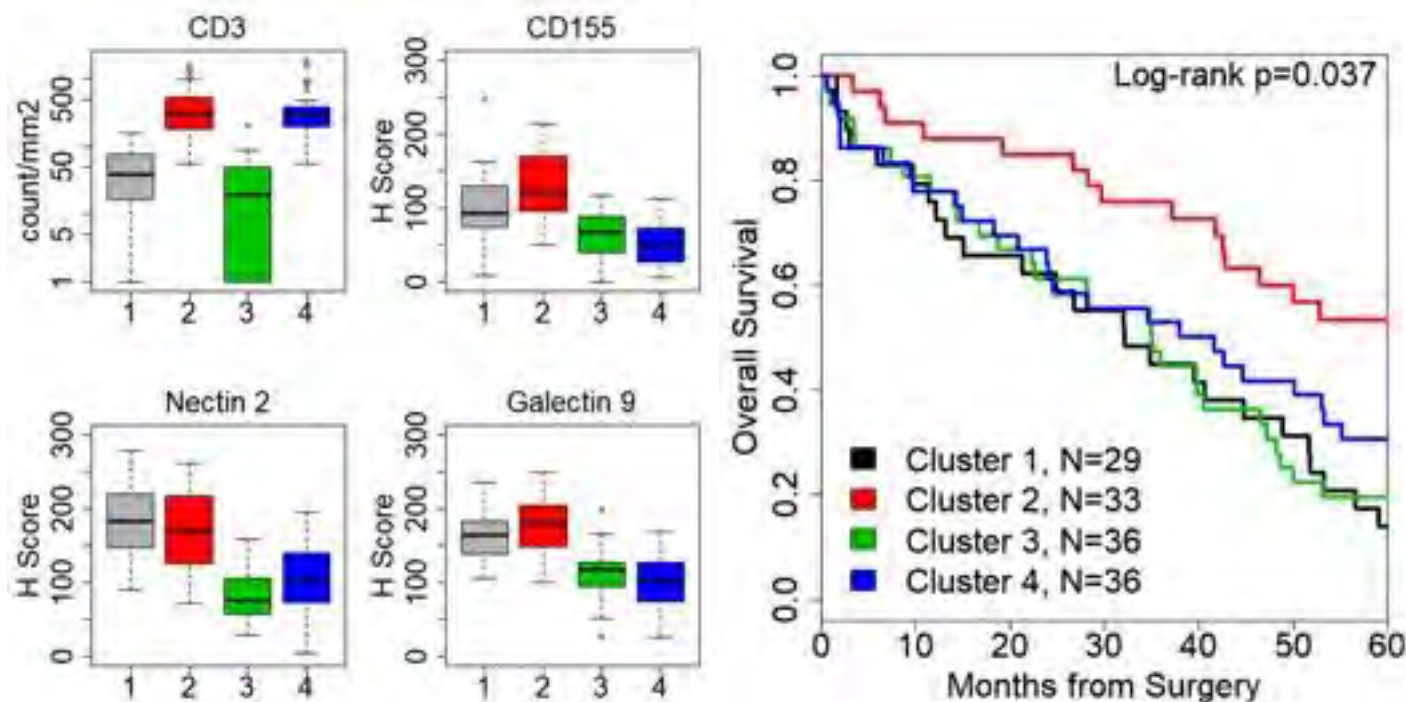 CD3
count/mm2
500
50
5
1
1 2 3 4
CD155
H Score
300
200
100
0
1 2 3 4
Nectin 2
H Score
300
200
100
0
1 2 3 4
Galectin 9
H Score
300
200
100
0
1 2 3 4
Log-rank p=0.037
Overall Survival
1.0
0.8
0.6
0.4
0.2
0.0
Cluster 1, N=29
Cluster 2, N=33
Cluster 3, N=36
Cluster 4, N=36
0 10 20 30 40 50 60
Months from Surgery